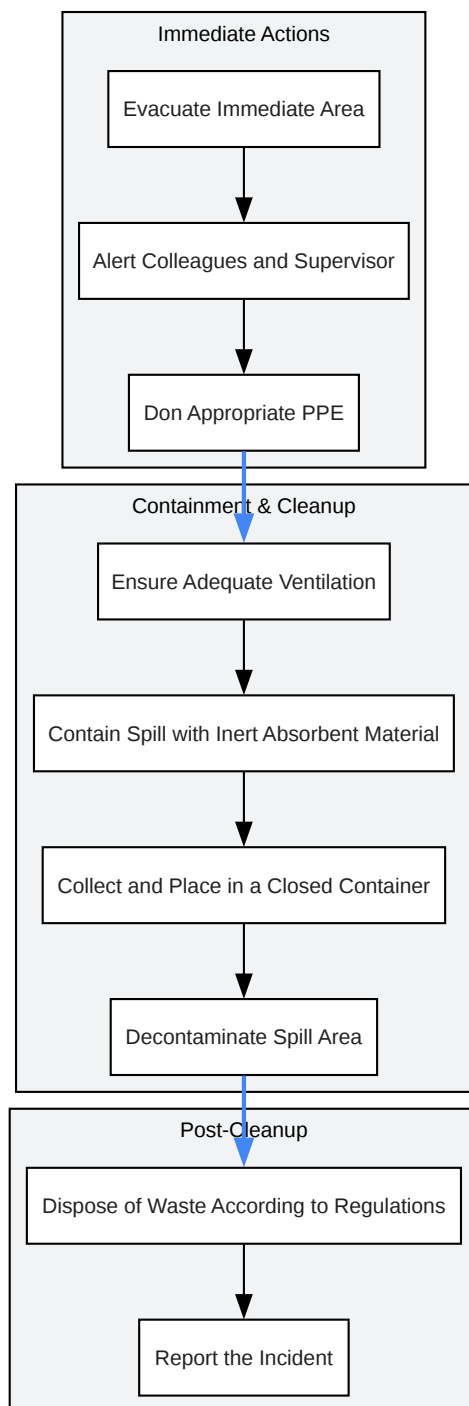 Immediate Actions
Evacuate Immediate Area
Alert Colleagues and Supervisor
Don Appropriate PPE
Containment & Cleanup
Ensure Adequate Ventilation
Contain Spill with Inert Absorbent Material
Collect and Place in a Closed Container
Decontaminate Spill Area
Post-Cleanup
Dispose of Waste According to Regulations
Report the Incident